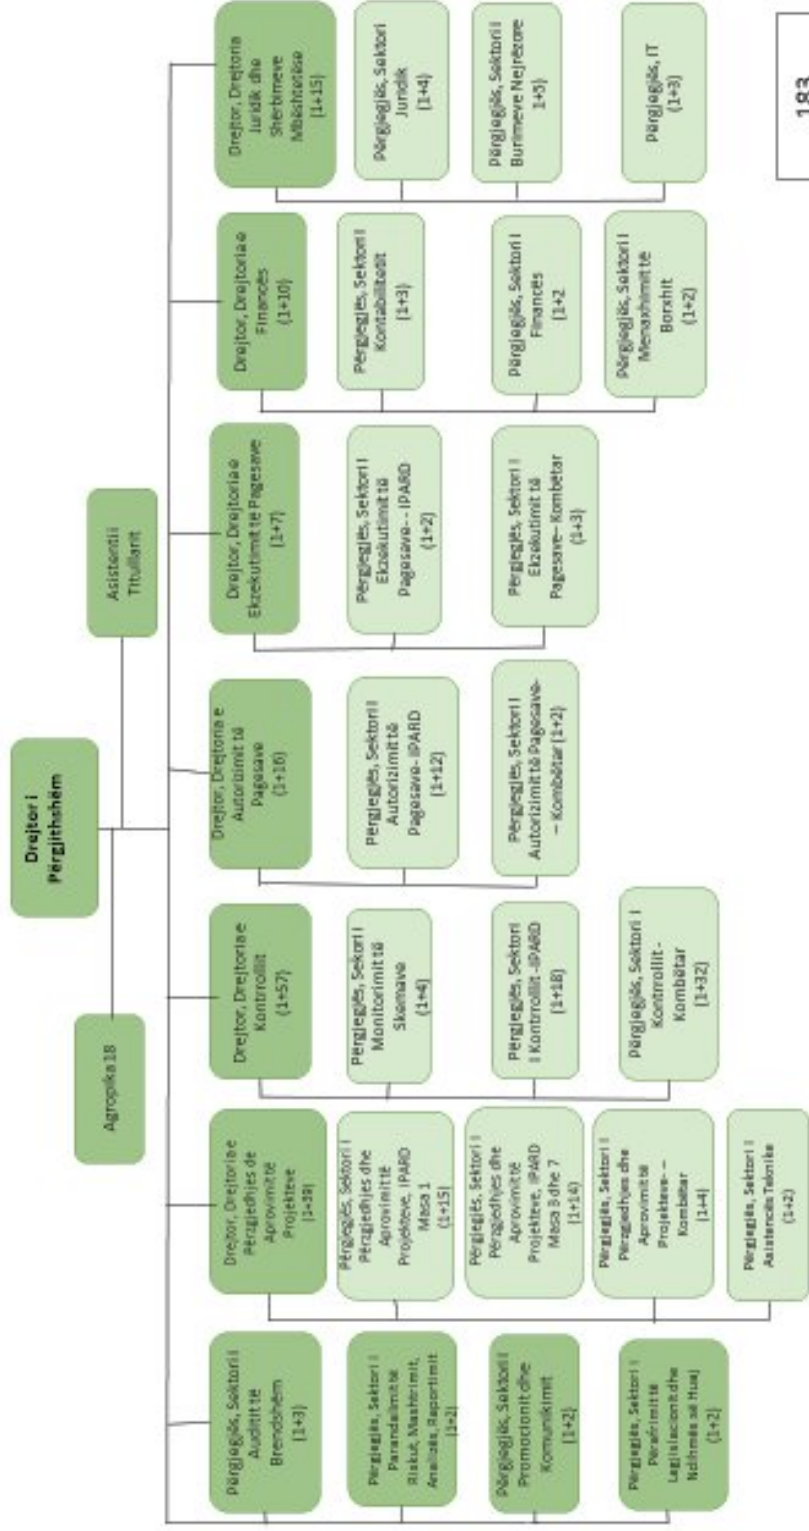 Drejtor i
Përgjithshëm
Agropika 18
Asistenti i
Titullarit
Përgjegjës, Sektori i
Auditit të
Brendshëm
(1+3)
Përgjegjës, Sektori i
Parandalimit të
Riskut, Mashtrimit,
Analizës, Raportimit
Përgjegjës, Sektori i
Promocionit dhe
Komunikimit
(1+2)
Përgjegjës, Sektori i
Përafrimit të
Legjislacionit dhe
Ndihmës së Huaj
(1+2)
Drejtor, Drejtoria e
Përzgjedhjes de
Aprovimit të
Projekteve
(1+39)
Përgjegjës, Sektori i
Përzgjedhjes dhe
Aprovimit të
Projekteve, IPARD
Masa 1
(1+15)
Përgjegjës, Sektori i
Përzgjedhjes dhe
Aprovimit të
Projekteve, IPARD
Masa 3 dhe 7
(1+14)
Përgjegjës, Sektori i
Përzgjedhjes dhe
Aprovimit të
Projekteve- –
Kombëtar
(1+4)
Përgjegjës, Sektori i
Asistencës Teknike
(1+2)
Drejtor, Drejtoria e
Kontrrollit
(1+57)
Përgjegjës, Sekori i
Monitorimit të
Skemave
(1+4)
Përgjegjës, Sektori
i Kontrrollit -IPARD
(1+18)
Përgjegjës, Sektori i
Kontrrollit -
Kombëtar
(1+32)
Drejtor, Drejtoria e
Autorizimit të
Pagesave
(1+16)
Përgjegjës, Sektori i
Autorizimit të
Pagesave- IPARD
(1+12)
Përgjegjës, Sektori i
Autorizimit të Pagesave-
– Kombëtar (1+2)
Drejtor, Drejtoria e
Ekzekutimit të Pagesave
(1+7)
Përgjegjës, Sektori i
Ekzekutimit të
Pagesave- - IPARD
(1+2)
Përgjegjës, Sektori i
Ekzekutimit të
Pagesave– Kombëtar
(1+3)
Drejtor, Drejtoria e
Financës
(1+10)
Përgjegjës, Sektori i
Kontabilitetit
(1+3)
Përgjegjës, Sektori i
Financës
(1+2
Përgjegjës, Sektori i
Menaxhimit të
Borxhit
(1+2)
Drejtor, Drejtoria
Juridik dhe
Shërbimeve
Mbështetëse
(1+15)
Përgjegjës, Sektori
Juridik
(1+4)
Përgjegjës, Sektori i
Burimeve Nejrëzore
1+5)
Përgjegjës, IT
(1+3)
183